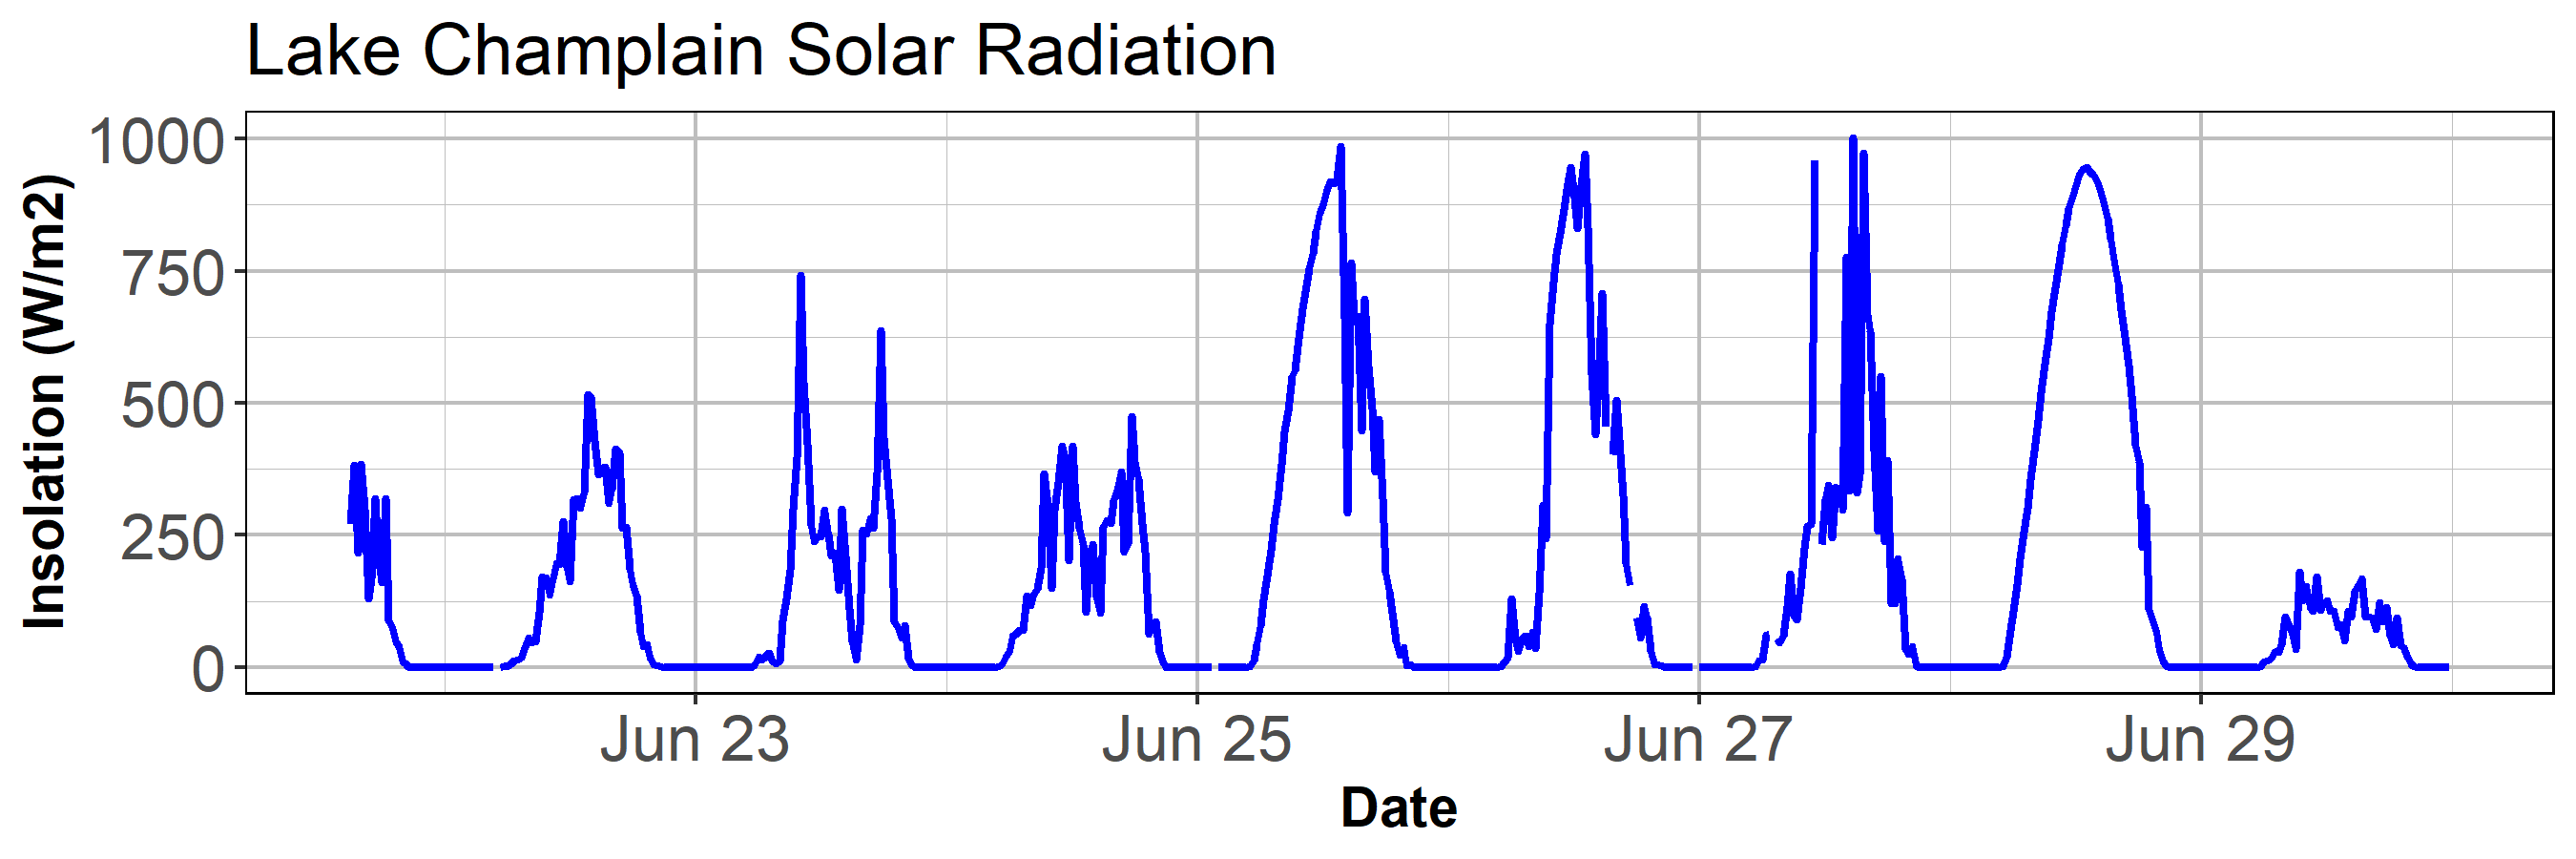 Lake Champlain Solar Radiation
Insolation (W/m2)
1000
750
500
250
0
Jun 23
Jun 25
Jun 27
Jun 29
Date